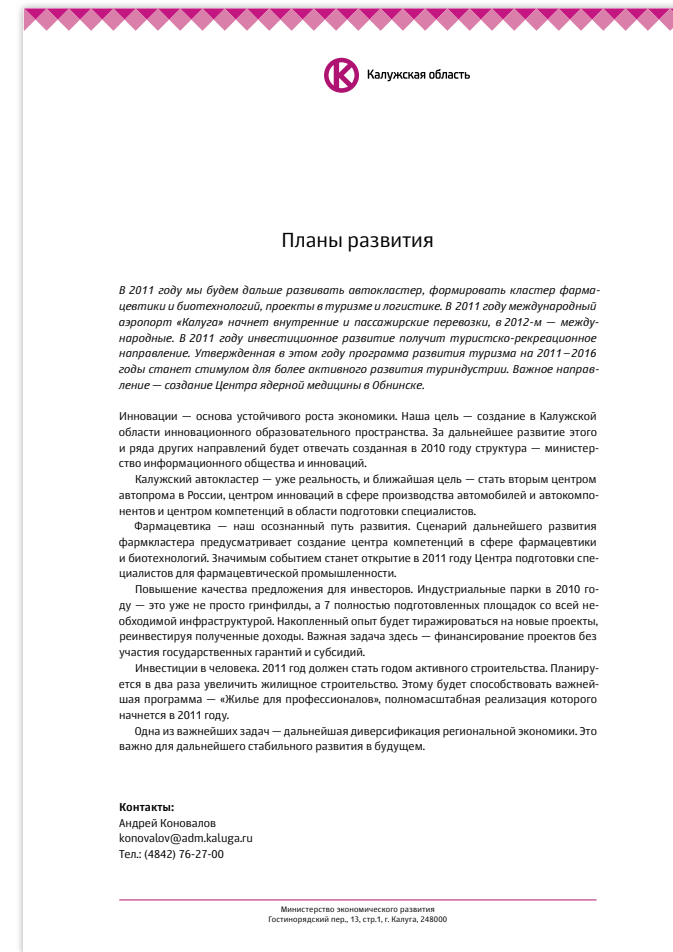 Калужская область
Планы развития
В 2011 году мы будем дальше развивать автокластер, формировать кластер фарма-
цевтики и биотехнологий, проекты в туризме и логистике. В 2011 году международный
аэропорт «Калуга» начнет внутренние и пассажирские перевозки, в 2012-м — между-
народные. В 2011 году инвестиционное развитие получит туристско-рекреационное
направление. Утвержденная в этом году программа развития туризма на 2011–2016
годы станет стимулом для более активного развития туриндустрии. Важное направ-
ление — создание Центра ядерной медицины в Обнинске.
Инновации — основа устойчивого роста экономики. Наша цель — создание в Калужской
области инновационного образовательного пространства. За дальнейшее развитие этого
и ряда других направлений будет отвечать созданная в 2010 году структура — министер-
ство информационного общества и инноваций.
Калужский автокластер — уже реальность, и ближайшая цель — стать вторым центром
автопрома в России, центром инноваций в сфере производства автомобилей и автокомпо-
нентов и центром компетенций в области подготовки специалистов.
Фармацевтика — наш осознанный путь развития. Сценарий дальнейшего развития
фармкластера предусматривает создание центра компетенций в сфере фармацевтики
и биотехнологий. Значимым событием станет открытие в 2011 году Центра подготовки спе-
циалистов для фармацевтической промышленности.
Повышение качества предложения для инвесторов. Индустриальные парки в 2010 го-
ду — это уже не просто гринфилды, а 7 полностью подготовленных площадок со всей не-
обходимой инфраструктурой. Накопленный опыт будет тиражироваться на новые проекты,
реинвестируя полученные доходы. Важная задача здесь — финансирование проектов без
участия государственных гарантий и субсидий.
Инвестиции в человека. 2011 год должен стать годом активного строительства. Планиру-
ется в два раза увеличить жилищное строительство. Этому будет способствовать важней-
шая программа — «Жилье для профессионалов», полномасштабная реализация которого
начнется в 2011 году.
Одна из важнейших задач — дальнейшая диверсификация региональной экономики. Это
важно для дальнейшего стабильного развития в будущем.
Контакты:
Андрей Коновалов
konovalov@adm.kaluga.ru
Тел.: (4842) 76-27-00
Министерство экономического развития
Гостинорядский пер., 13, стр.1, г. Калуга, 248000